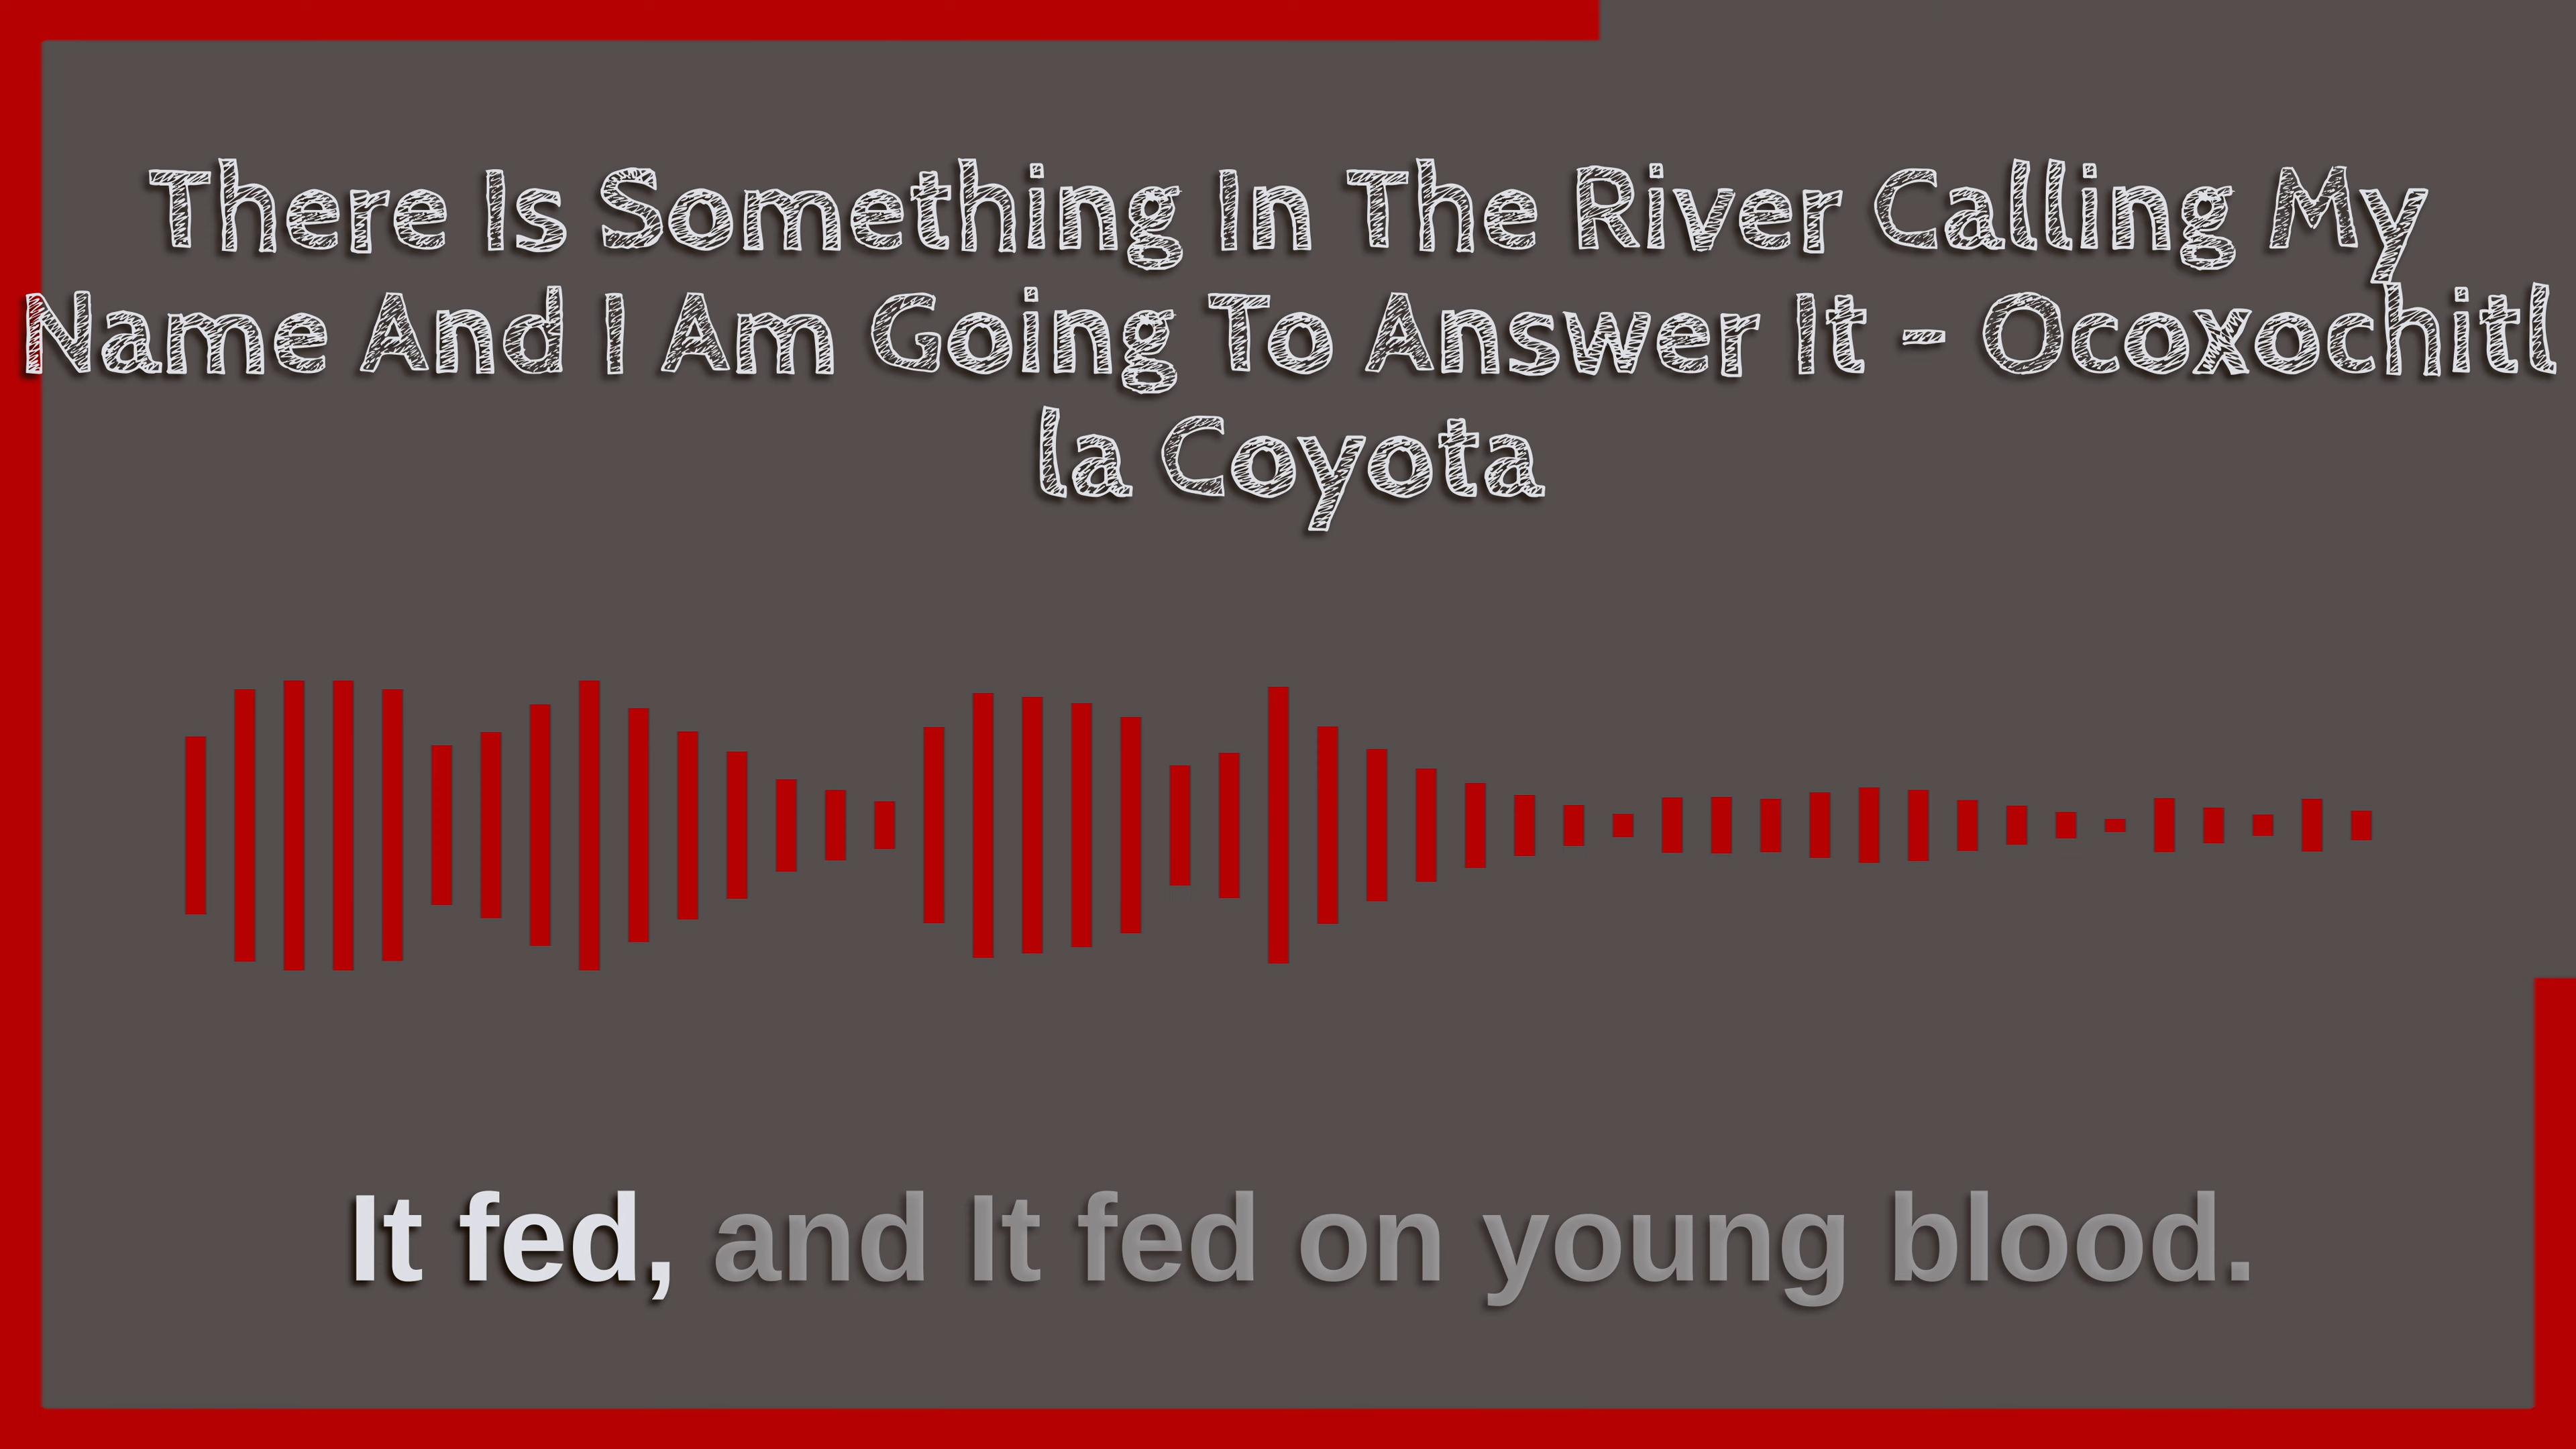 There Is Something In The River Calling My
Name And I Am Going To Answer It - Ocoxochitl
la Coyota
It fed, and It fed on young blood.